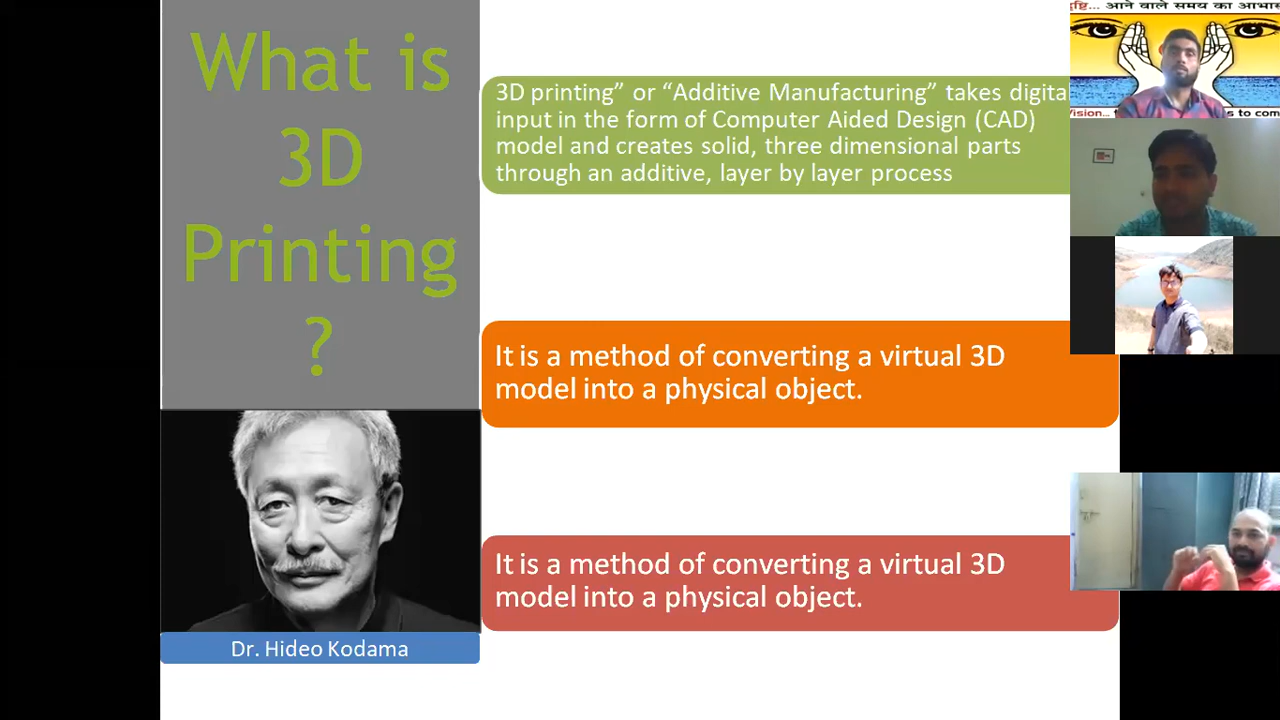 What is
3D
Printing
?
3D printing” or “Additive Manufacturing” takes digita
input in the form of Computer Aided Design (CAD)
model and creates solid, three dimensional parts
through an additive, layer by layer process
It is a method of converting a virtual 3D
model into a physical object.
It is a method of converting a virtual 3D
model into a physical object.
Dr. Hideo Kodama
आने वाले समय का आभास
Vision...
s to com